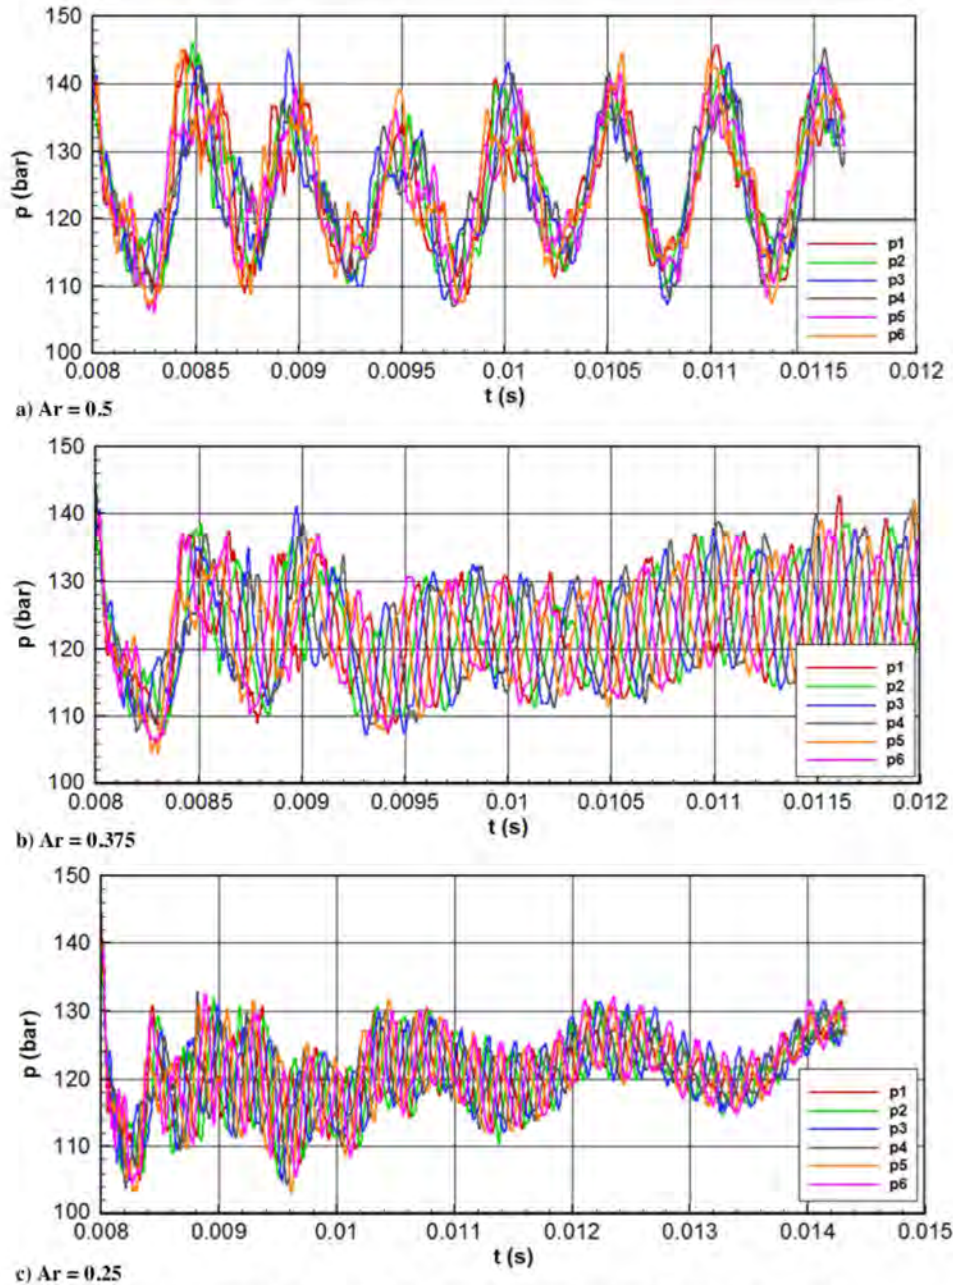 150
140
130
120
110
100
p (bar)
p1
p2
p3
p4
p5
p6
0.008 0.0085 0.009 0.0095 0.01 0.0105 0.011 0.0115 0.012
t (s)
a) Ar = 0.5
150
140
130
120
110
100
p (bar)
p1
p2
p3
p4
p5
p6
0.008 0.0085 0.009 0.0095 0.01 0.0105 0.011 0.0115 0.012
t (s)
b) Ar = 0.375
150
140
130
120
110
100
p (bar)
p1
p2
p3
p4
p5
p6
0.008 0.009 0.01 0.011 0.012 0.013 0.014 0.015
t (s)
c) Ar = 0.25